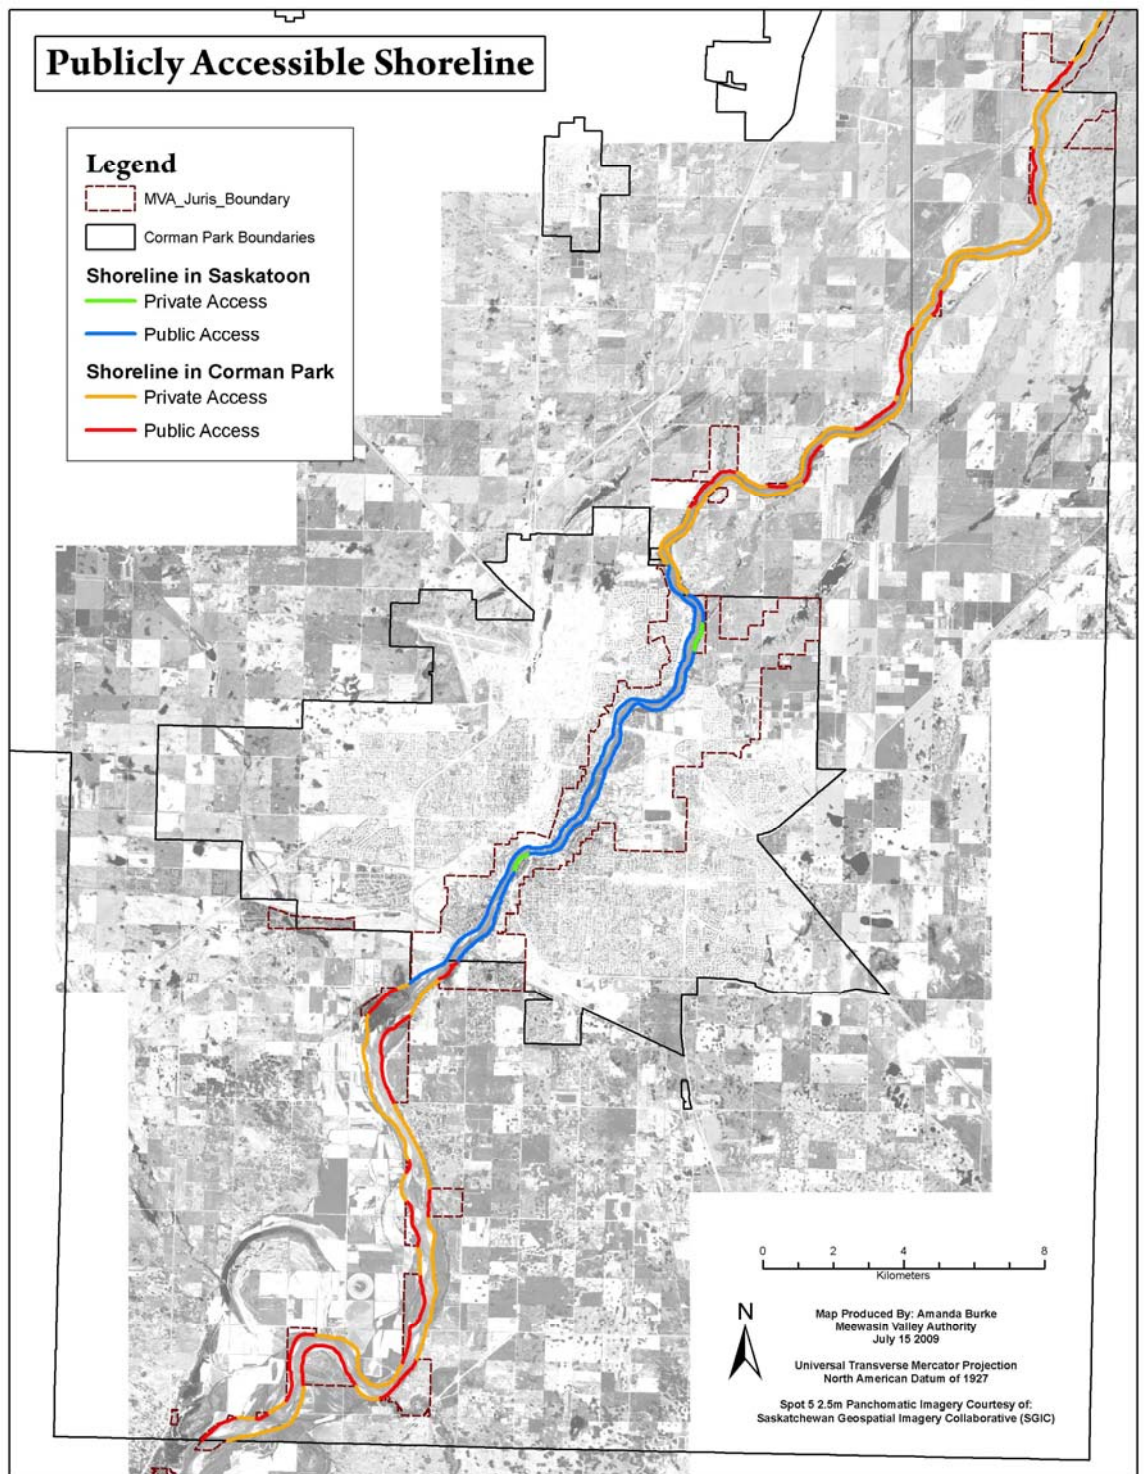 Publicly Accessible Shoreline
Legend
MVA_Juris_Boundary
Corman Park Boundaries
Shoreline in Saskatoon
Private Access
Public Access
Shoreline in Corman Park
Private Access
Public Access
0 2 4 8
Kilometers
N
Map Produced By: Amanda Burke
Meewasin Valley Authority
July 15 2009
Universal Transverse Mercator Projection
North American Datum of 1927
Spot 5 2.5m Panchomatic Imagery Courtesy of:
Saskatchewan Geospatial Imagery Collaborative (SGIC)